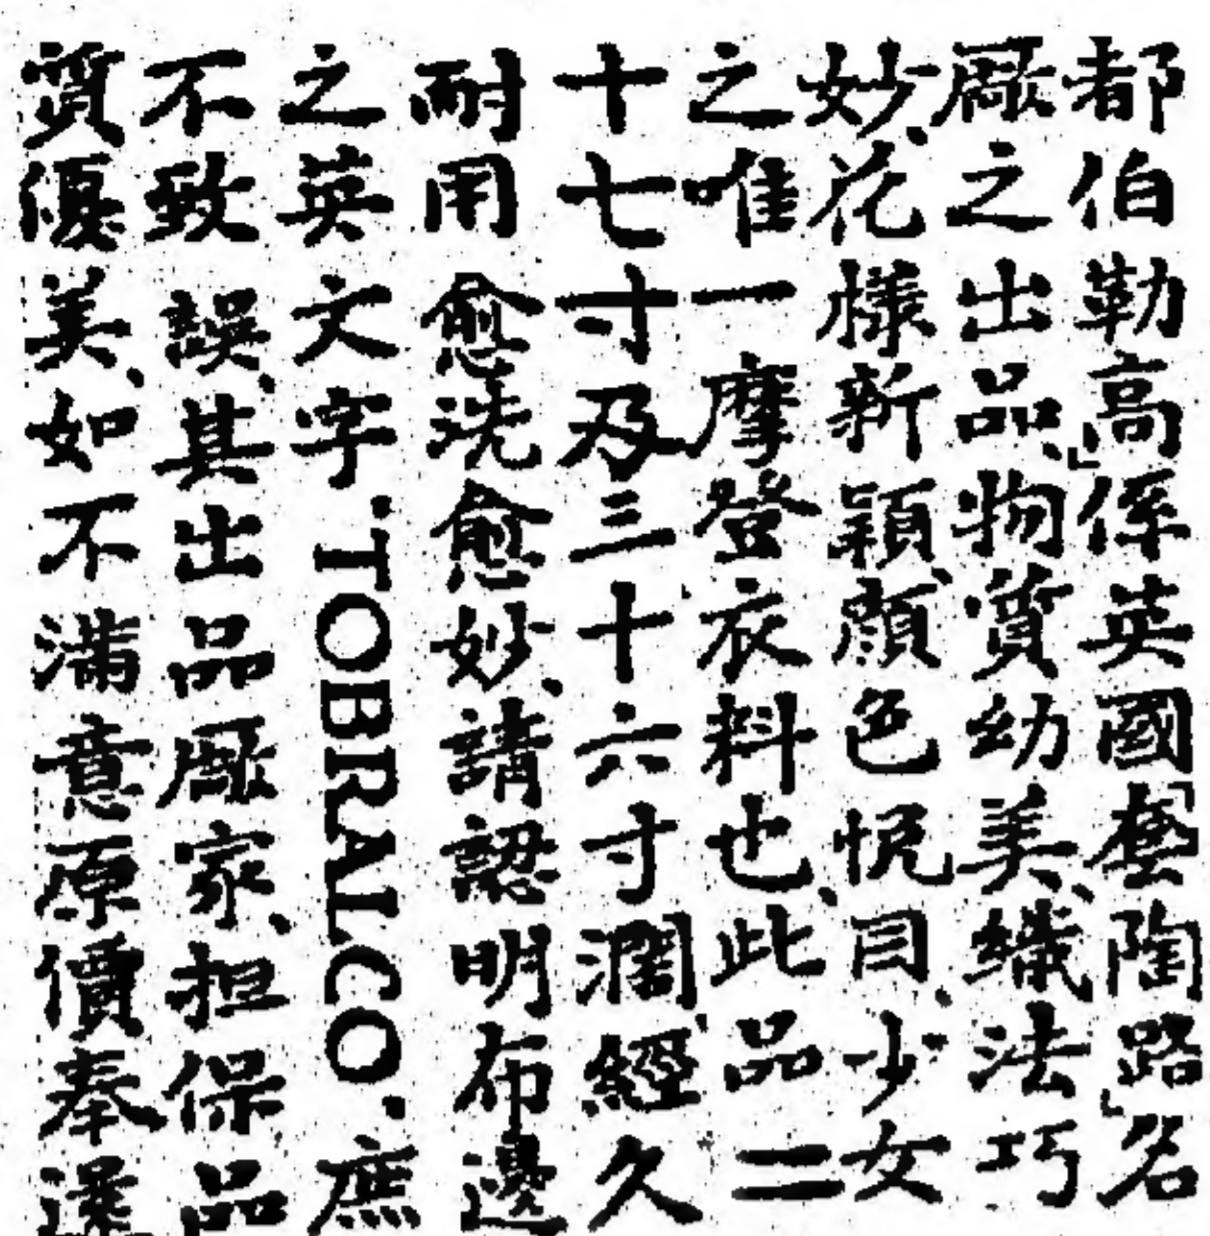 都伯勒高」係英國「套陶路」名
廠之出品、物質幼美、織法巧
妙、花樣新穎、顏色悅目、少女
之唯一摩登衣料也、此品二
十七寸及三十六寸濶、經久
耐用愈洗愈妙、請認明布邊
之英文字、TOBRALCO、庶
不致誤、其出品廠家、担保品
質優美、如不滿意原價奉還